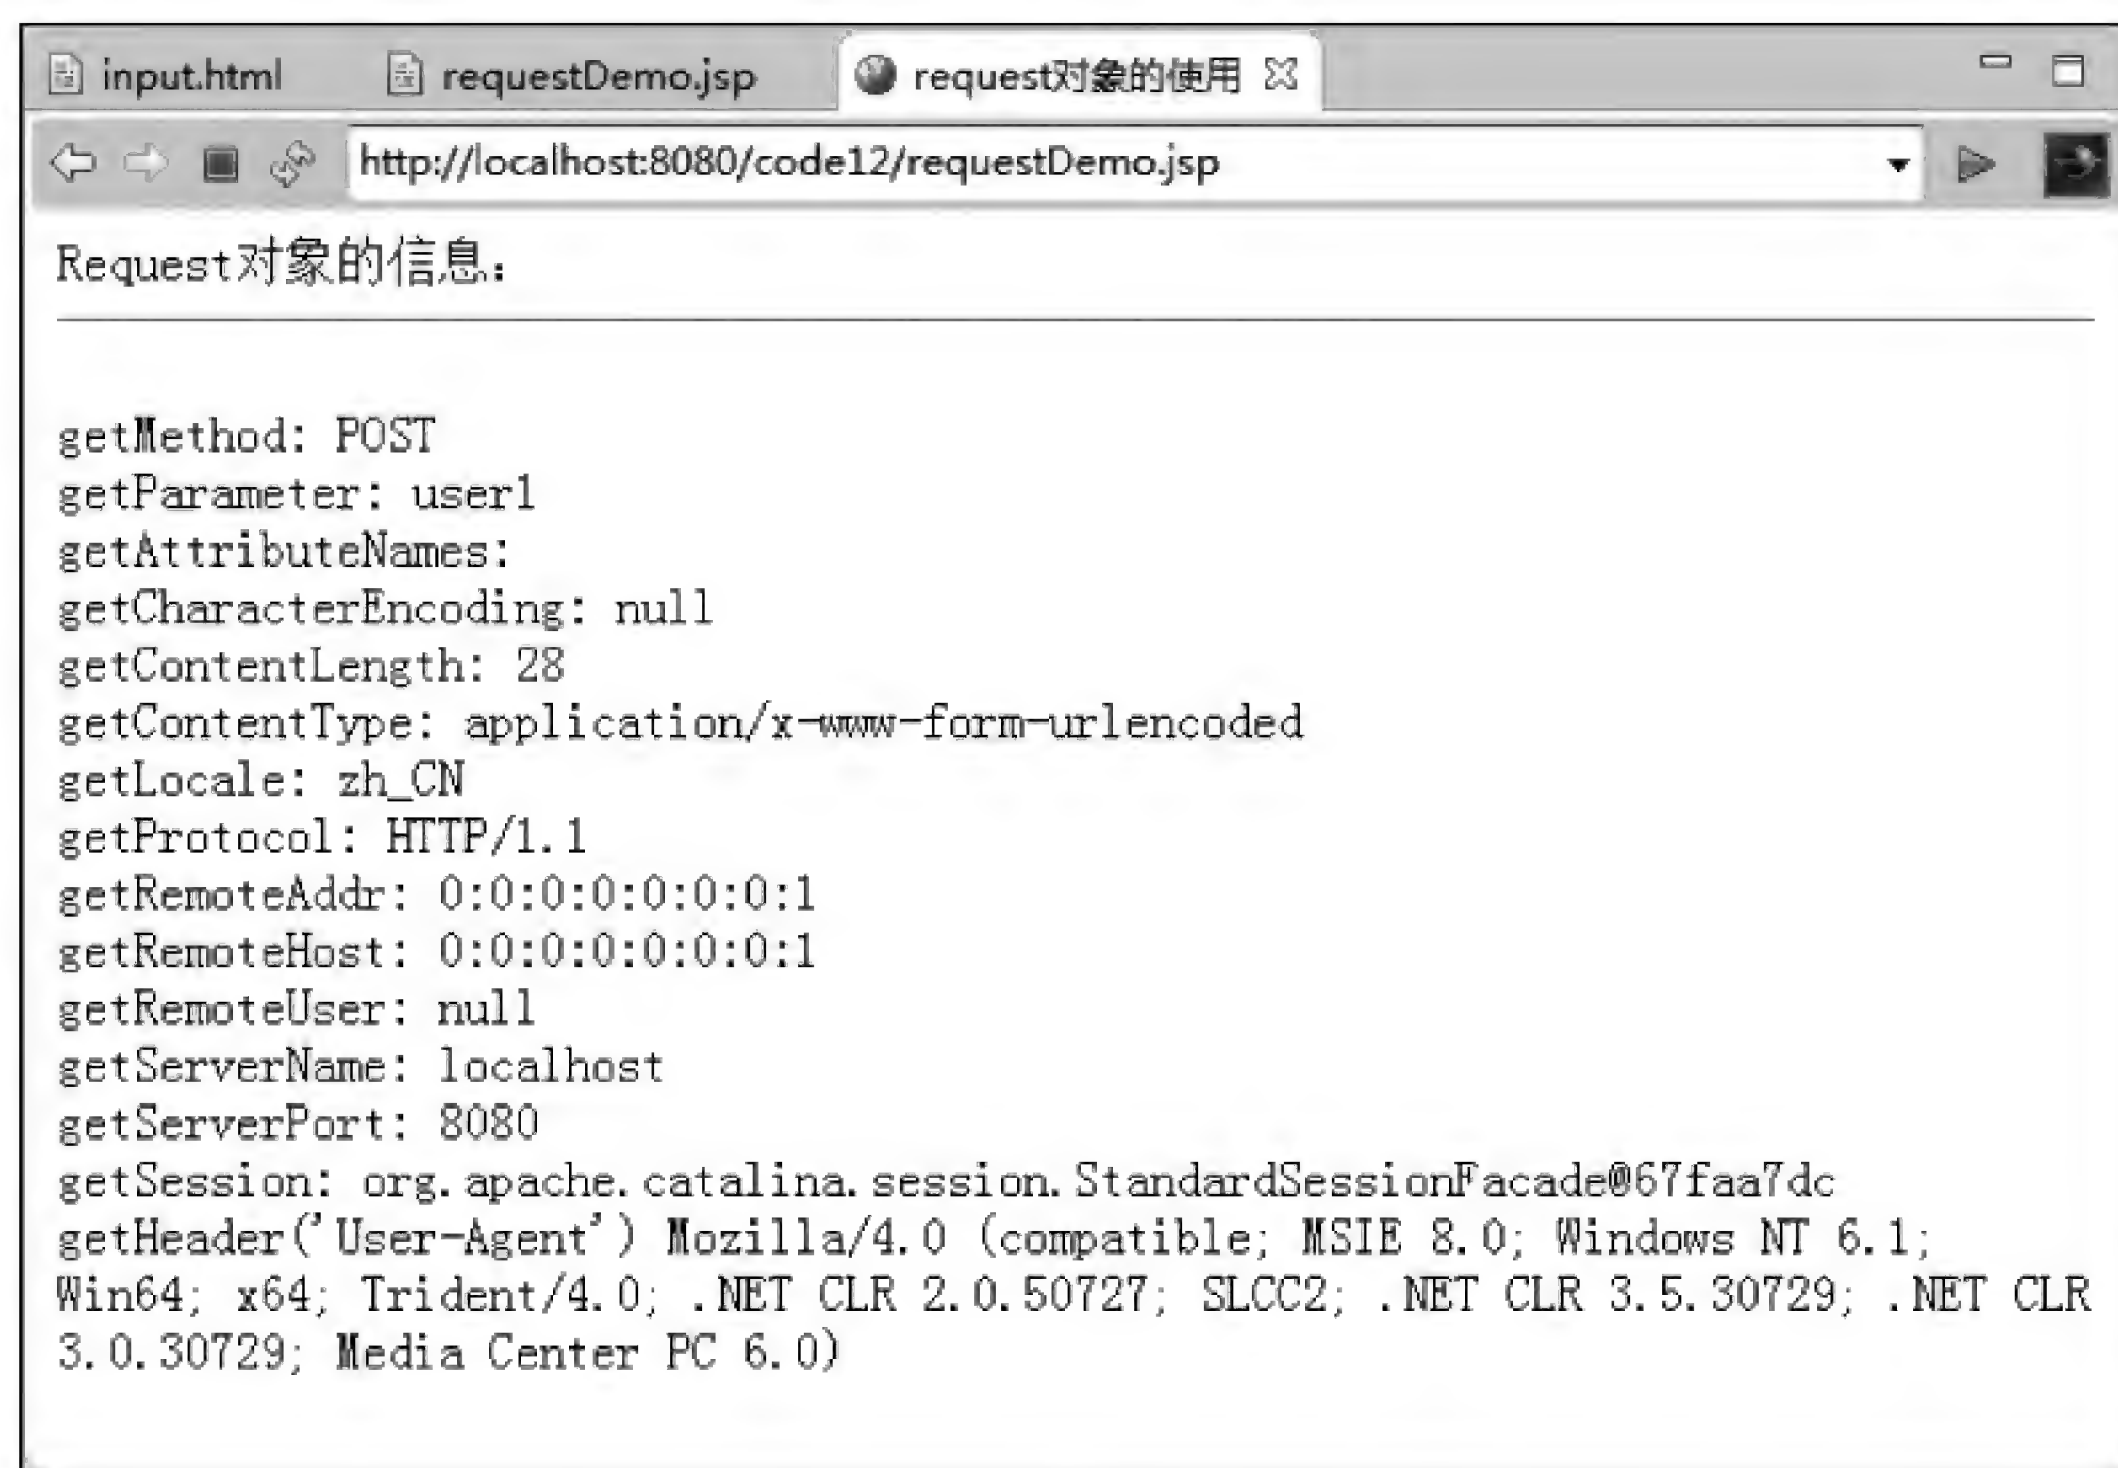 input.html
requestDemo.jsp
request对象的使用
http://localhost:8080/code12/requestDemo.jsp
Request对象的信息：
getMethod: POST
getParameter: user1
getAttributeNames:
getCharacterEncoding: null
getContentLength: 28
getContentType: application/x-www-form-urlencoded
getLocale: zh_CN
getProtocol: HTTP/1.1
getRemoteAddr: 0:0:0:0:0:0:0:1
getRemoteHost: 0:0:0:0:0:0:0:1
getRemoteUser: null
getServerName: localhost
getServerPort: 8080
getSession: org.apache.catalina.session.StandardSessionFacade@67faa7dc
getHeader('User-Agent') Mozilla/4.0 (compatible; MSIE 8.0; Windows NT 6.1;
Win64; x64; Trident/4.0; .NET CLR 2.0.50727; SLCC2; .NET CLR 3.5.30729; .NET CLR
3.0.30729; Media Center PC 6.0)